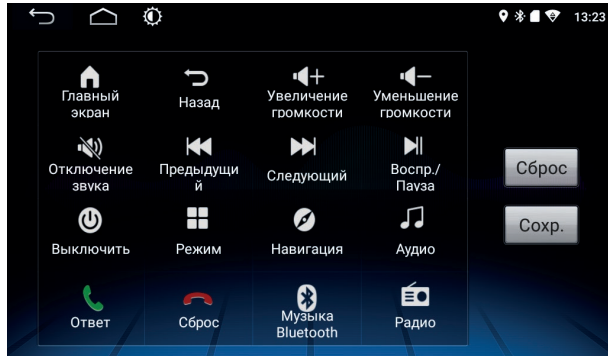 13:23
Главный
экран
Назад
Увеличение
громкости
Уменьшение
громкости
Отключение
звука
Предыдущи
й
Следующий
Воспр./
Пауза
Сброс
Выключить
Режим
Навигация
Аудио
Сохр.
Ответ
Сброс
Музыка
Bluetooth
Радио